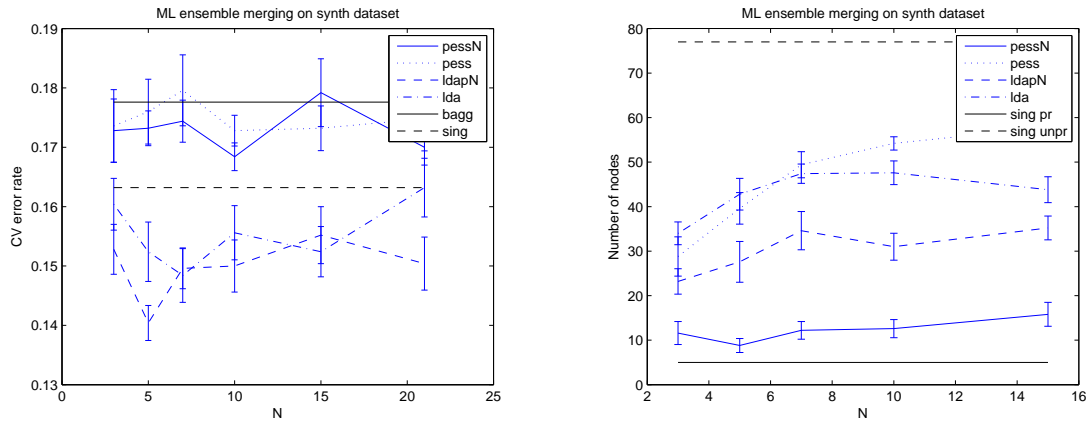 ML ensemble merging on synth dataset
0.19
0.18
0.17
0.16
0.15
0.14
0.13
CV error rate
0
5
10
15
20
25
N
pessN
pess
ldapN
lda
bagg
sing
ML ensemble merging on synth dataset
80
70
60
50
40
30
20
10
0
Number of nodes
2
4
6
8
10
12
14
16
N
pessN
pess
ldapN
lda
sing pr
sing unpr